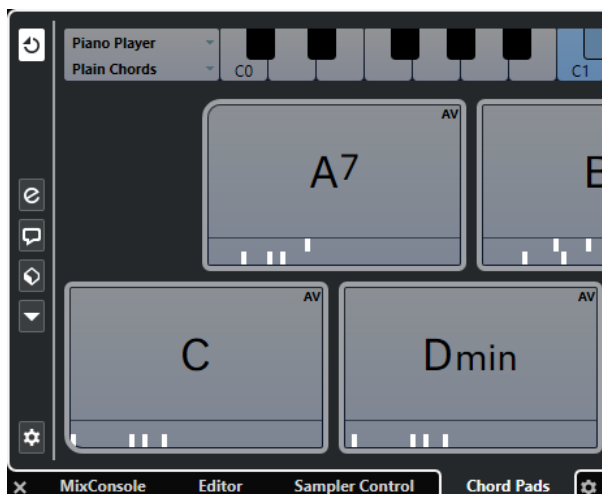 Piano Player
Plain Chords
C0
C1
AV
A7
B
AV
C
AV
Dmin
MixConsole
Editor
Sampler Control
Chord Pads